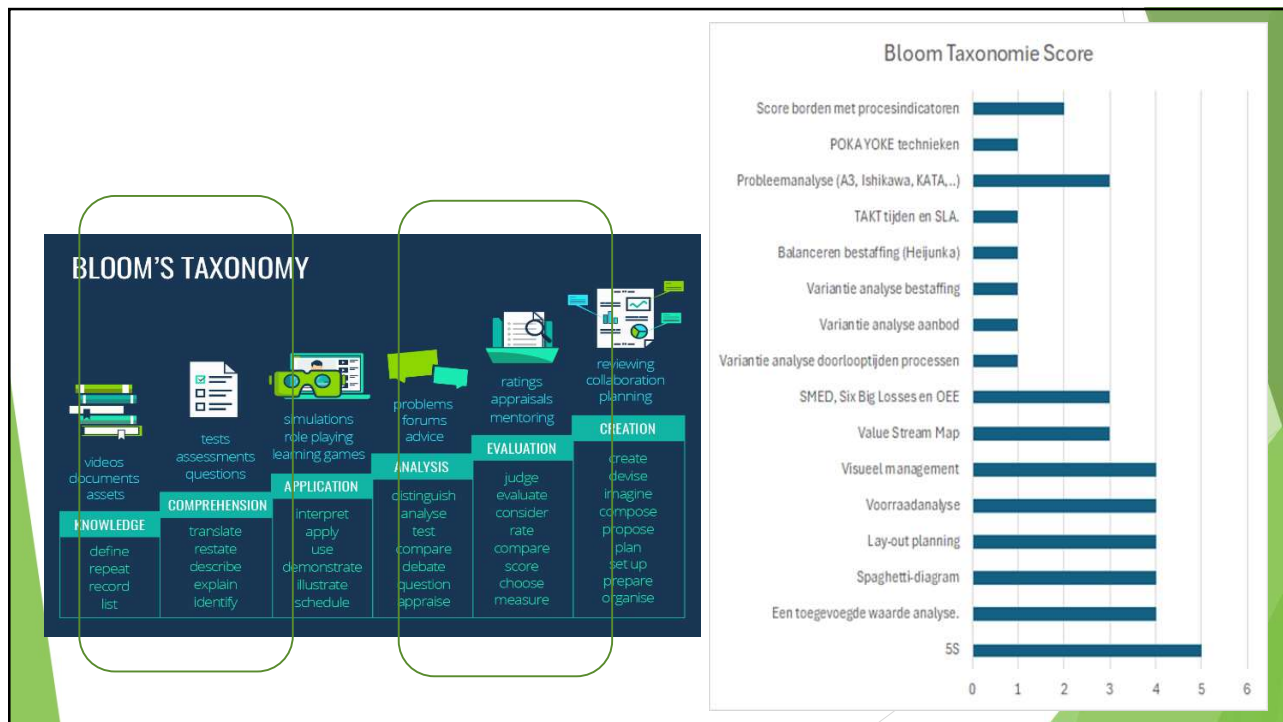 BLOOM'S TAXONOMY
videos
documents
assets
KNOWLEDGE
define
repeat
record
list
tests
assessments
questions
COMPREHENSION
translate
restate
describe
explain
identify
simulations
role playing
learning games
APPLICATION
interpret
apply
use
demonstrate
illustrate
schedule
problems
forums
advice
ANALYSIS
distinguish
analyse
test
compare
debate
question
appraise
ratings
appraisals
mentoring
EVALUATION
judge
evaluate
consider
rate
compare
score
choose
measure
reviewing
collaboration
planning
CREATION
create
devise
imagine
compose
propose
plan
set up
prepare
organise
Bloom Taxonomie Score
Score borden met procesindicatoren
POKA YOKE technieken
Probleemanalyse (A3, Ishikawa, KATA,...)
TAKT tijden en SLA.
Balanceren bestaffing (Heijunka)
Variantie analyse bestaffing
Variantie analyse aanbod
Variantie analyse doorlooptijden processen
SMED, Six Big Losses en OEE
Value Stream Map
Visueel management
Voorraadanalyse
Lay-out planning
Spaghetti-diagram
Een toegevoegde waarde analyse.
5S
0 1 2 3 4 5 6